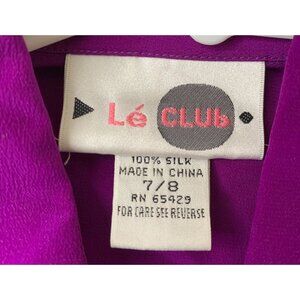 Lé CLUb
100% SILK
MADE IN CHINA
7/8
RN 65429
FOR CARE SEE REVERSE